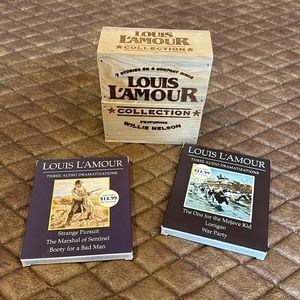 LOUIS
L'AMOUR
★COLLECTION★
7 STORIES ON 6 COMPACT DISCS
LOUIS
L'AMOUR
★COLLECTION★
FEATURING
WILLIE NELSON
LOUIS L'AMOUR
THREE AUDIO DRAMATIZATIONS
$14.99
Strange Pursuit
The Marshal of Sentinel
Booty for a Bad Man
LOUIS L'AMOUR
THREE AUDIO DRAMATIZATIONS
$14.99
The One for the Mojave Kid
Lonigan
War Party